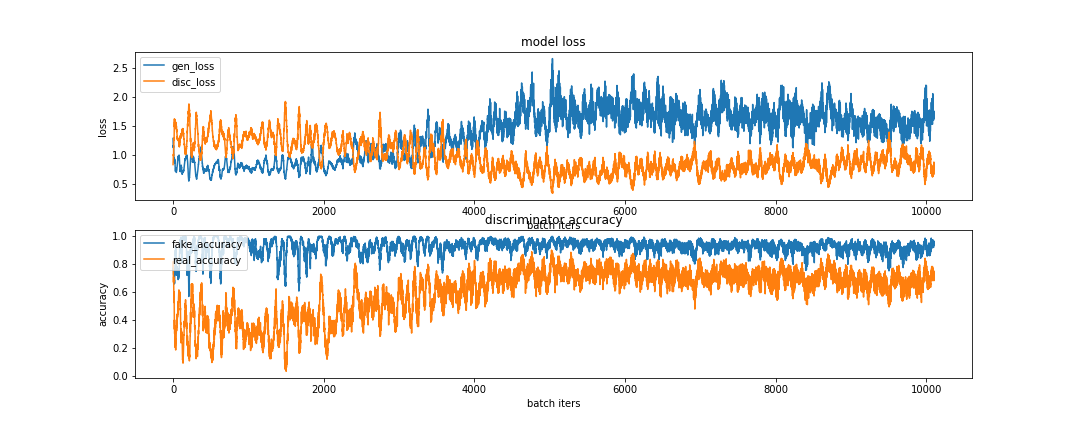 model loss
gen_loss
disc_loss
loss
2.5
2.0
1.5
1.0
0.5
0 2000 4000 6000 8000 10000
batch iters
discriminator accuracy
fake_accuracy
real_accuracy
accuracy
1.0
0.8
0.6
0.4
0.2
0.0
0 2000 4000 6000 8000 10000
batch iters